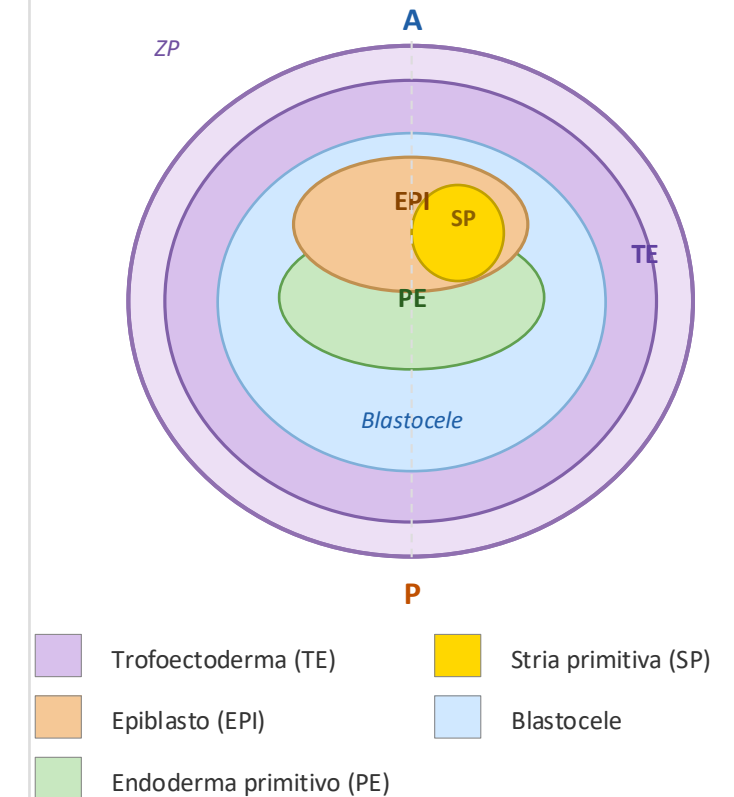 A
ZP
EPI
SP
TE
PE
Blastocele
P
Trofoectoderma (TE)
Stria primitiva (SP)
Epiblasto (EPI)
Blastocele
Endoderma primitivo (PE)